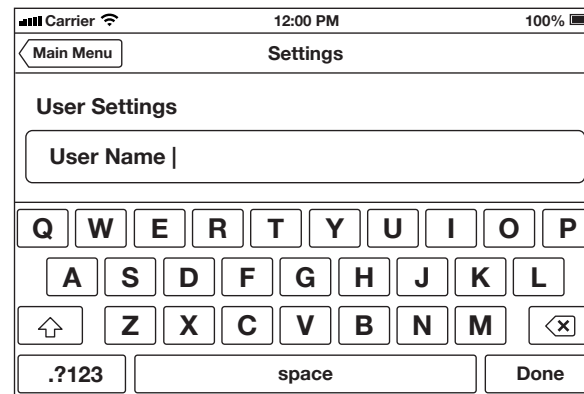 Carrier 12:00 PM 100%
Main Menu Settings
User Settings
User Name |
Q W E R T Y U I O P
A S D F G H J K L
Z X C V B N M
.?123 space Done